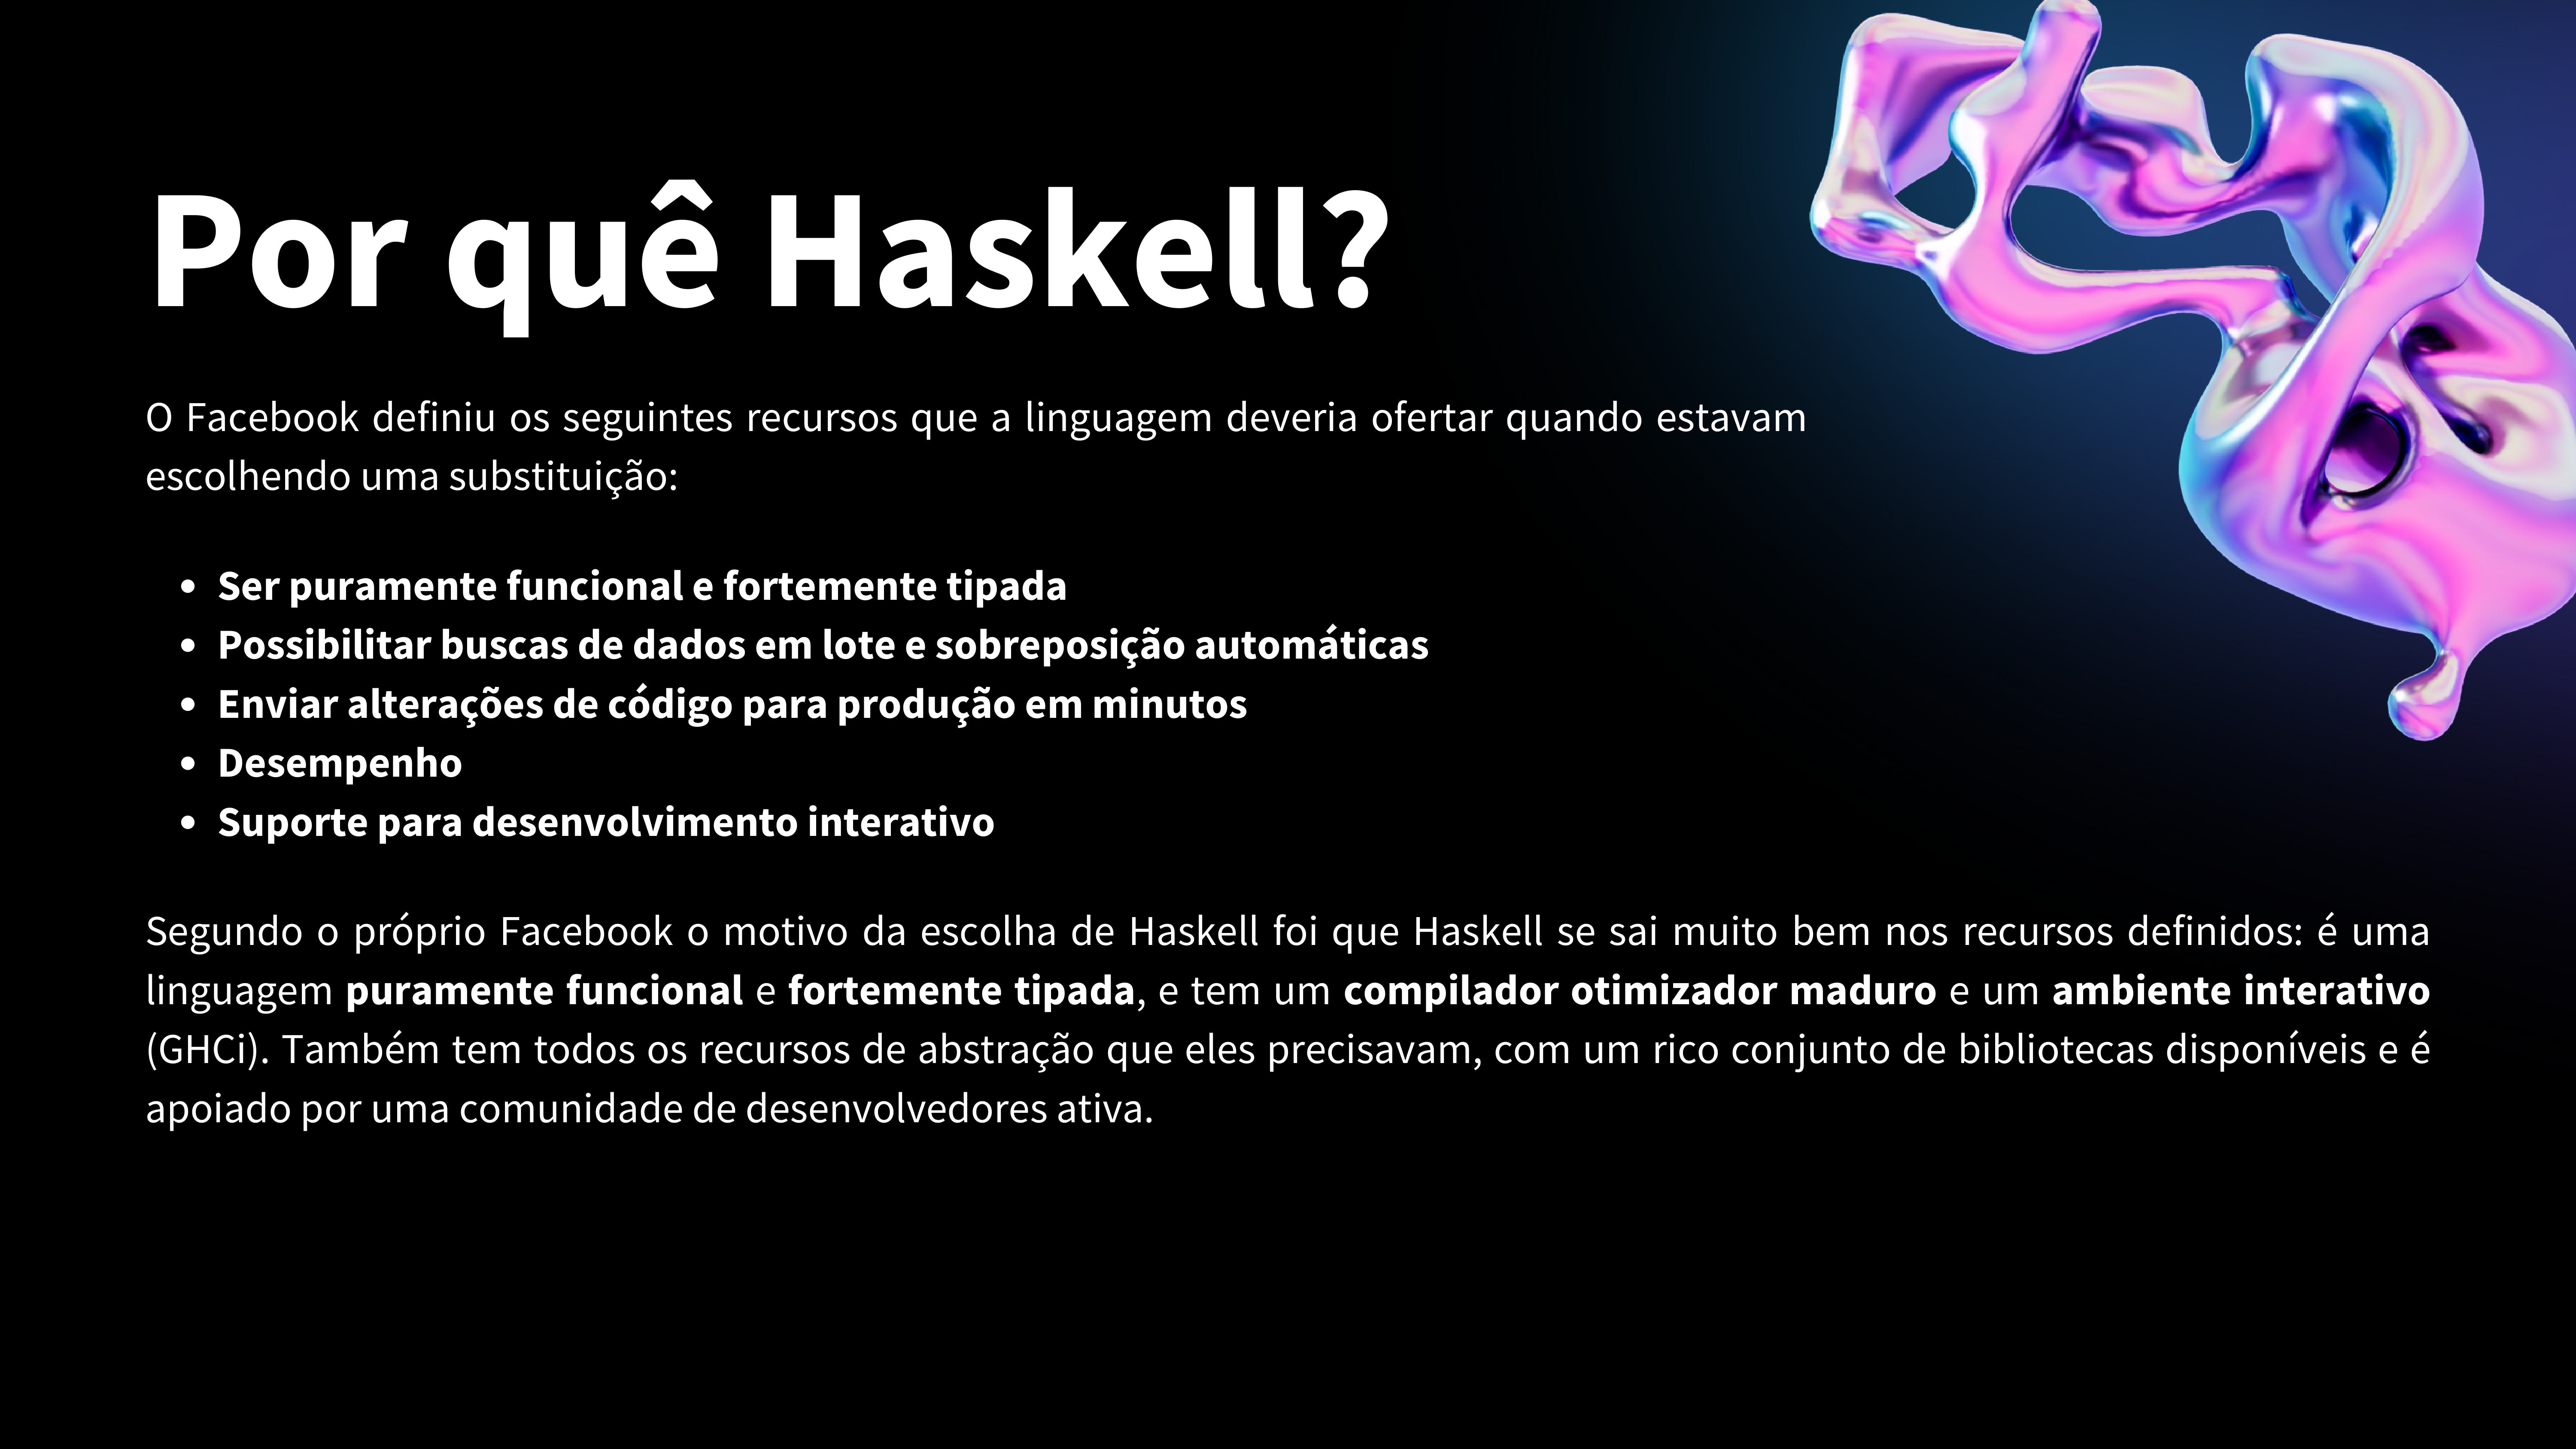 Por quê Haskell?
O Facebook definiu os seguintes recursos que a linguagem deveria ofertar quando estavam
escolhendo uma substituição:
• Ser puramente funcional e fortemente tipada
• Possibilitar buscas de dados em lote e sobreposição automáticas
• Enviar alterações de código para produção em minutos
• Desempenho
• Suporte para desenvolvimento interativo
Segundo o próprio Facebook o motivo da escolha de Haskell foi que Haskell se sai muito bem nos recursos definidos: é uma
linguagem puramente funcional e fortemente tipada, e tem um compilador otimizador maduro e um ambiente interativo
(GHCi). Também tem todos os recursos de abstração que eles precisavam, com um rico conjunto de bibliotecas disponíveis e é
apoiado por uma comunidade de desenvolvedores ativa.